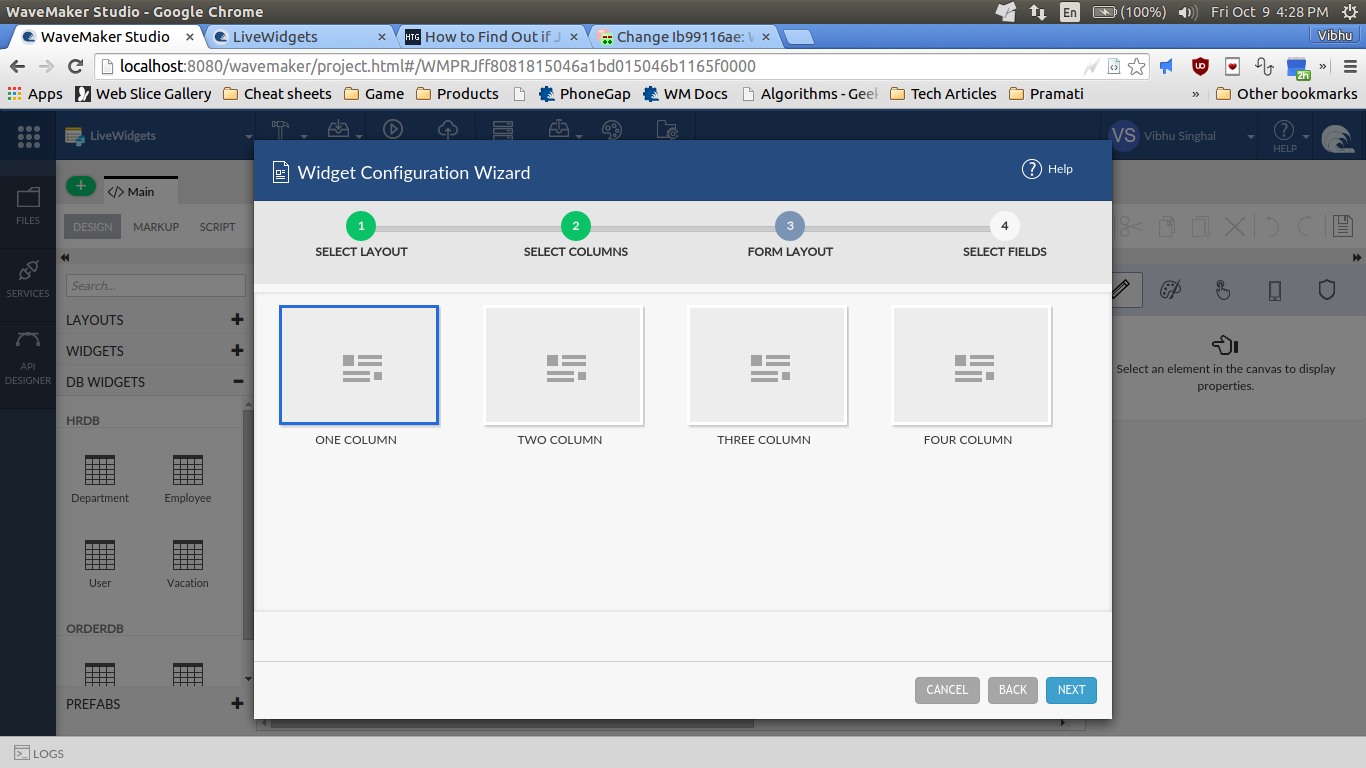 WaveMaker Studio - Google Chrome
En (100%) Fri Oct 9 4:28 PM
WaveMaker Studio × LiveWidgets × How to Find Out if × Change Ib99116ae: × Vibhu
HTG
localhost:8080/wavemaker/project.html#/WMPRJff8081815046a1bd015046b1165f0000
2h
Apps Web Slice Gallery Cheat sheets Game Products PhoneGap WM Docs Algorithms - Geek Tech Articles Pramati » Other bookmarks
LiveWidgets VS Vibhu Singhal HELP
Widget Configuration Wizard Help
Main
FILES DESIGN MARKUP SCRIPT
1 2 3 4
SELECT LAYOUT SELECT COLUMNS FORM LAYOUT SELECT FIELDS
SERVICES
Search...
LAYOUTS
WIDGETS
API
DESIGNER
DB WIDGETS
Select an element in the canvas to display
properties.
HRDB
ONE COLUMN TWO COLUMN THREE COLUMN FOUR COLUMN
Department Employee
User Vacation
ORDERDB
PREFABS
CANCEL BACK NEXT
LOGS